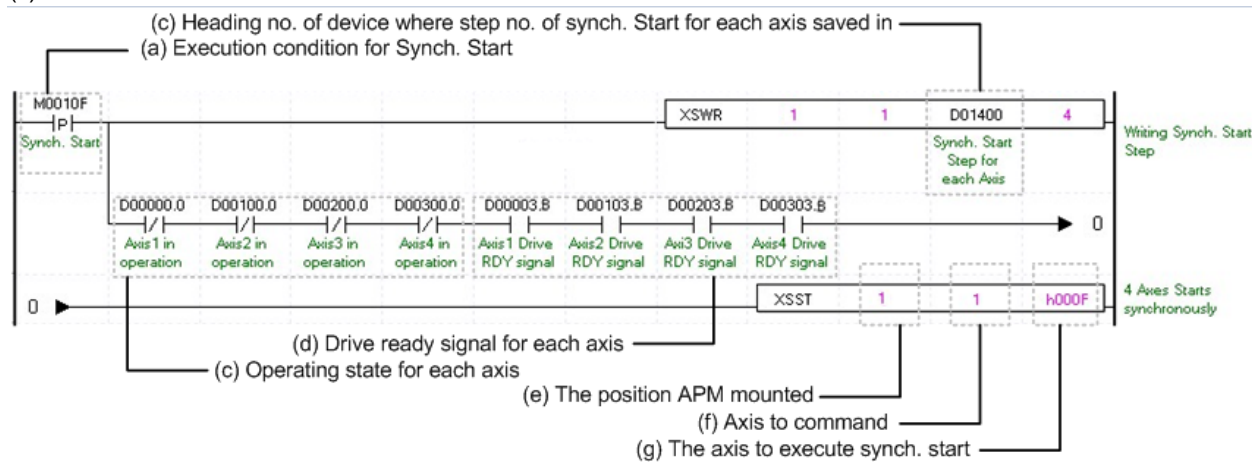 (c) Heading no. of device where step no. of synch. Start for each axis saved in
(a) Execution condition for Synch. Start
M0010F
P
Synch. Start
XSWR 1 1 D01400 4
Synch. Start
Step for
each Axis
Writing Synch. Start
Step
D00000.0 D00100.0 D00200.0 D00300.0 D00003.B D00103.B D00203.B D00303.B
Axis1 in Axis2 in Axis3 in Axis4 in Axis1 Drive Axis2 Drive Axi3 Drive Axis4 Drive
operation operation operation operation RDY signal RDY signal RDY signal RDY signal
0
0
XSST 1 1 h000F
4 Axes Starts
synchronously
(d) Drive ready signal for each axis
(c) Operating state for each axis
(e) The position APM mounted
(f) Axis to command
(g) The axis to execute synch. start